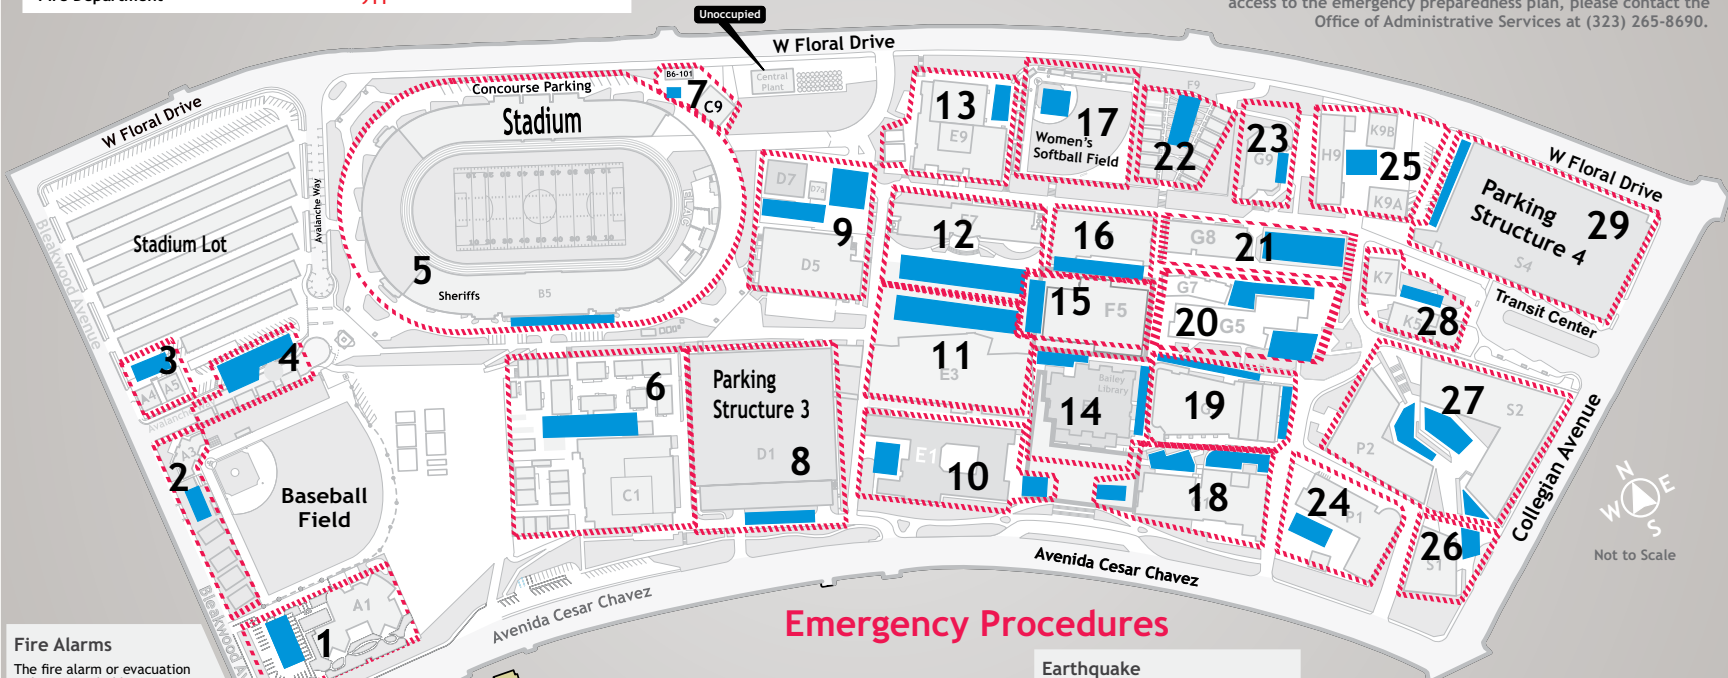 access to the emergency preparedness plan, please contact the
Office of Administrative Services at (323) 265-8690.
Unoccupied
W Floral Drive
Central
Plant
B6-101
7
C9
Concourse Parking
Stadium
5
Sheriffs
B5
W Floral Drive
Avalanche Way
Stadium Lot
Bleakwood Avenue
13
E9
17
Women's
Softball Field
F9
22
23
G9
H9
K9B
25
K9A
W Floral Drive
Parking
Structure 4
29
S4
D7
D7a
9
D5
12
16
G8
21
15
F5
G7
20
G5
K7
28
Transit Center
3
A4
A5
4
2
A3
Baseball
Field
6
C1
Parking
Structure 3
D1
8
11
E3
Bailey
Library
14
19
27
S2
P2
Collegian Avenue
E1
10
18
24
P1
26
S1
N
W
E
S
Not to Scale
A1
1
Avenida Cesar Chavez
Avenida Cesar Chavez
Emergency Procedures
Fire Alarms
The fire alarm or evacuation
Earthquake